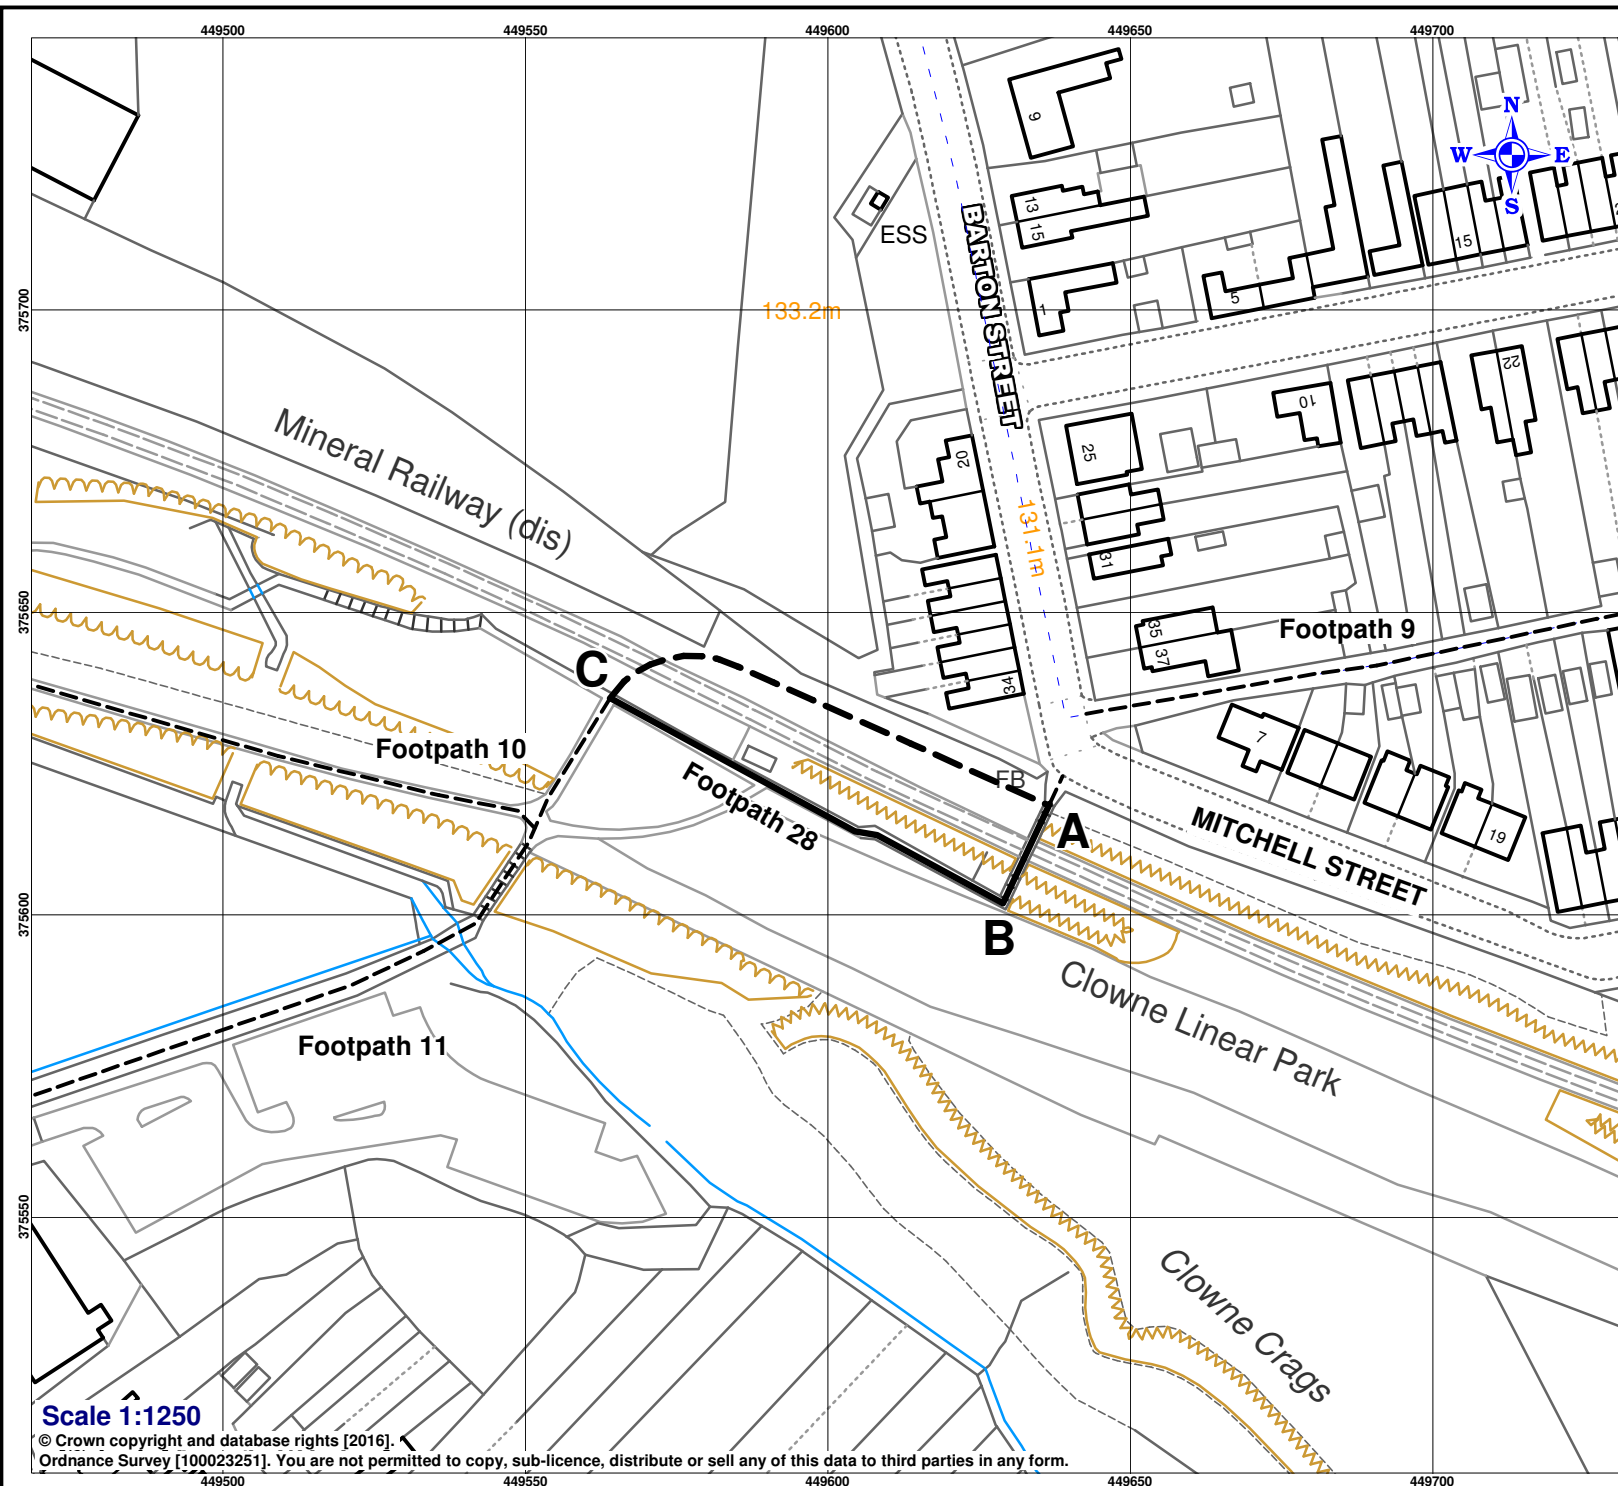 449500 449550 449600 449650 449700
N
W E
S
9
13
15
ESS
BARTON STREET
15
5
1
375700
133.2m
22
10
Mineral Railway (dis)
25
20
131.1m
31
375650
Footpath 9
35
37
C
34
7
Footpath 10
FB
Footpath 28
A
MITCHELL STREET
19
375600
B
Clowne Linear Park
Footpath 11
375550
Clowne Crags
Scale 1:1250
© Crown copyright and database rights [2016].
Ordnance Survey [100023251]. You are not permitted to copy, sub-licence, distribute or sell any of this data to third parties in any form.
449500 449550 449600 449650 449700